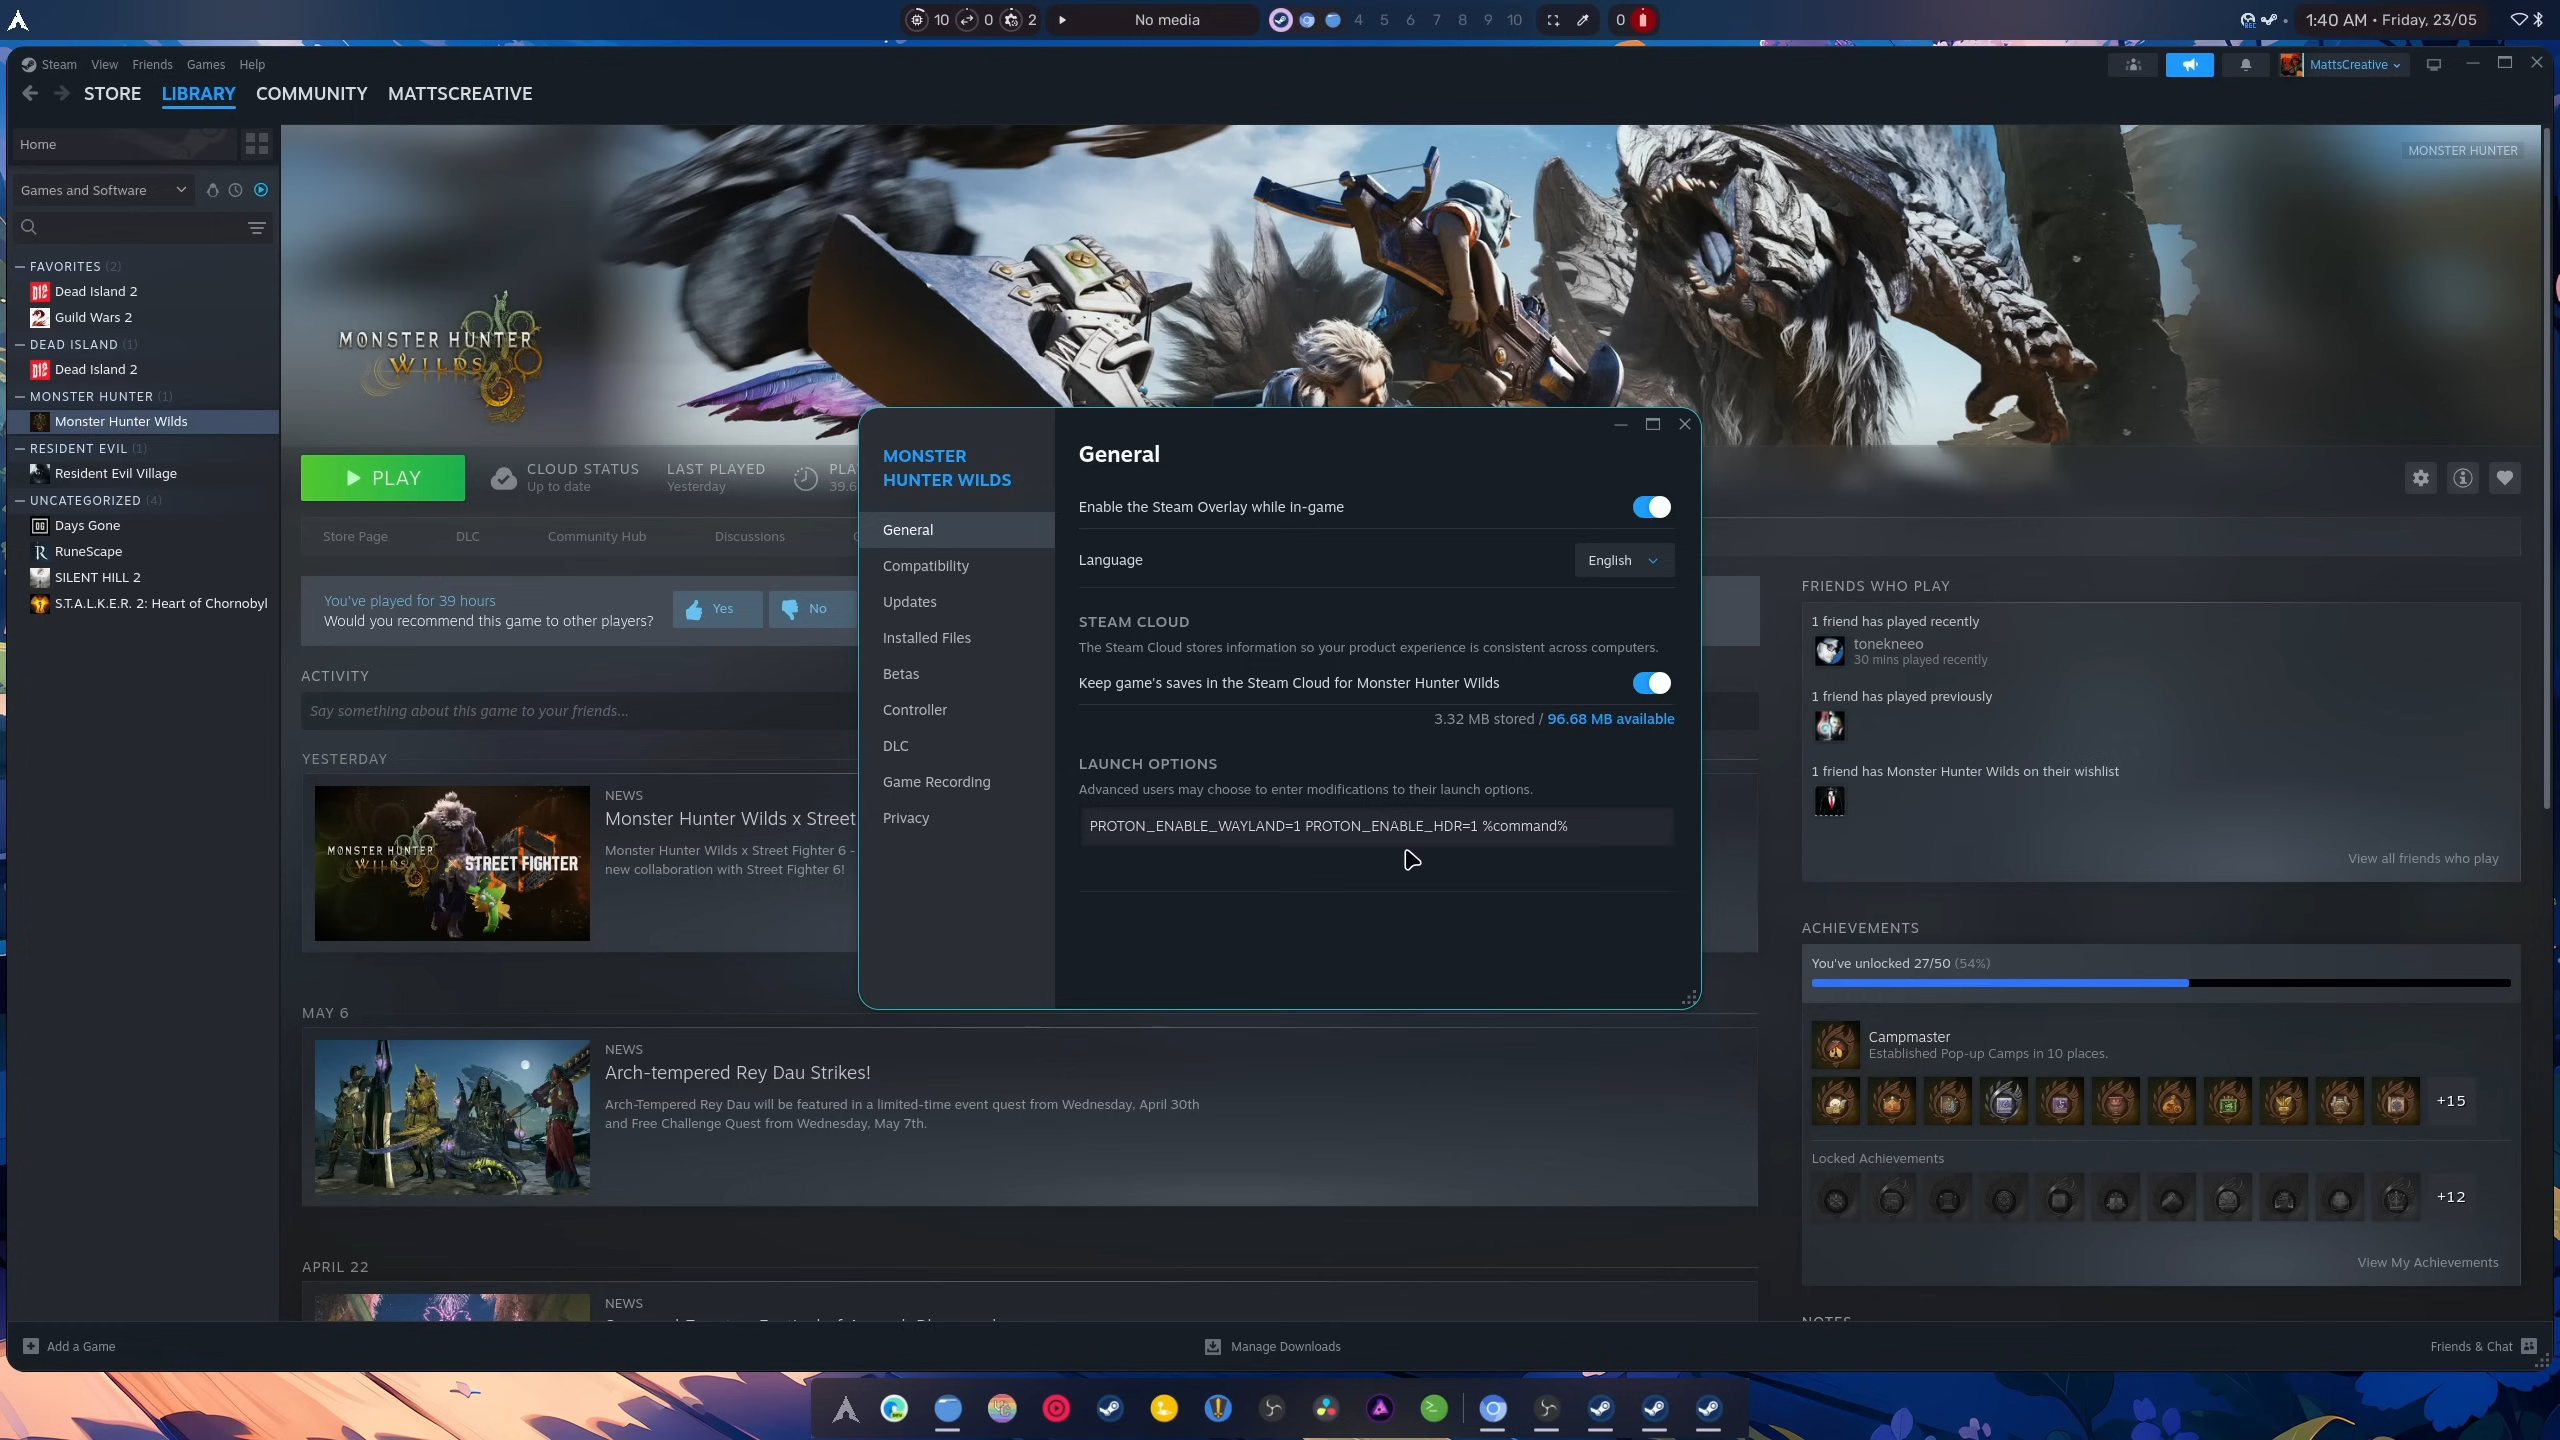 10 0 2
No media
4 5 6 7 8 9 10
0
1:40 AM • Friday, 23/05
Steam View Friends Games Help
MattsCreative
STORE LIBRARY COMMUNITY MATTSCREATIVE
Home
MONSTER HUNTER
Games and Software
FAVORITES (2)
Dead Island 2
Guild Wars 2
DEAD ISLAND (1)
Dead Island 2
MONSTER HUNTER (1)
Monster Hunter Wilds
RESIDENT EVIL (1)
Resident Evil Village
UNCATEGORIZED (4)
Days Gone
RuneScape
SILENT HILL 2
S.T.A.L.K.E.R. 2: Heart of Chornobyl
MONSTER HUNTER
WILDS
PLAY
CLOUD STATUS
Up to date
LAST PLAYED
Yesterday
PLA
39.6
Store Page DLC Community Hub Discussions
You've played for 39 hours
Would you recommend this game to other players?
Yes No
ACTIVITY
Say something about this game to your friends...
YESTERDAY
MONSTER HUNTER
WILDS
STREET FIGHTER
NEWS
Monster Hunter Wilds x Street
Monster Hunter Wilds x Street Fighter 6 -
new collaboration with Street Fighter 6!
MAY 6
NEWS
Arch-tempered Rey Dau Strikes!
Arch-Tempered Rey Dau will be featured in a limited-time event quest from Wednesday, April 30th
and Free Challenge Quest from Wednesday, May 7th.
APRIL 22
NEWS
MONSTER
HUNTER WILDS
General
Compatibility
Updates
Installed Files
Betas
Controller
DLC
Game Recording
Privacy
General
Enable the Steam Overlay while in-game
Language
English
STEAM CLOUD
The Steam Cloud stores information so your product experience is consistent across computers.
Keep game's saves in the Steam Cloud for Monster Hunter Wilds
3.32 MB stored / 96.68 MB available
LAUNCH OPTIONS
Advanced users may choose to enter modifications to their launch options.
PROTON_ENABLE_WAYLAND=1 PROTON_ENABLE_HDR=1 %command%
FRIENDS WHO PLAY
1 friend has played recently
tonekneeo
30 mins played recently
1 friend has played previously
1 friend has Monster Hunter Wilds on their wishlist
View all friends who play
ACHIEVEMENTS
You've unlocked 27/50 (54%)
Campmaster
Established Pop-up Camps in 10 places.
+15
Locked Achievements
+12
View My Achievements
NOTES
Add a Game
Manage Downloads
Friends & Chat